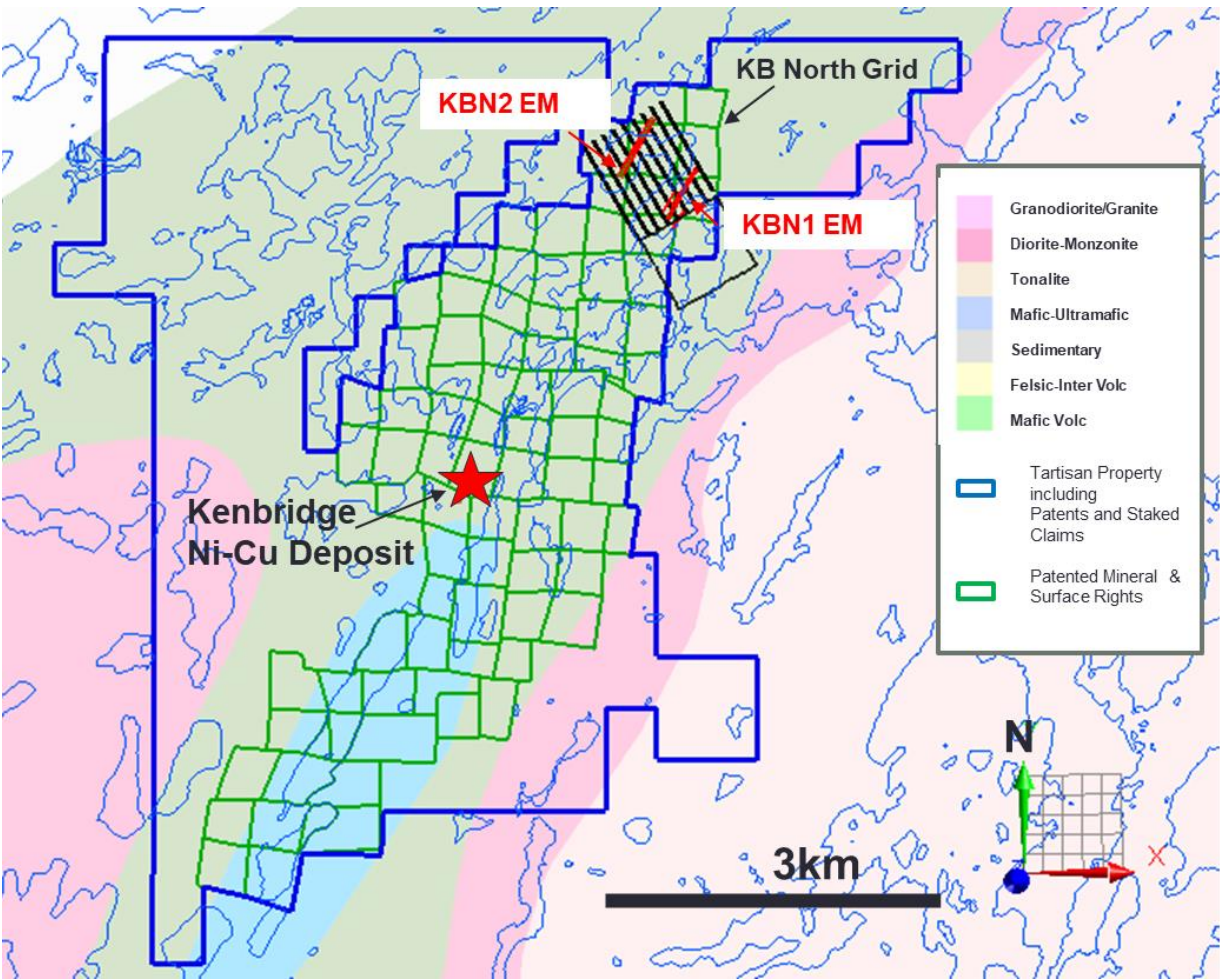 KB North Grid
KBN2 EM
KBN1 EM
Granodiorite/Granite
Diorite-Monzonite
Tonalite
Mafic-Ultramafic
Sedimentary
Felsic-Inter Volc
Mafic Volc
Tartisan Property
including
Patents and Staked
Claims
Patented Mineral &
Surface Rights
Kenbridge
Ni-Cu Deposit
N
X
3km